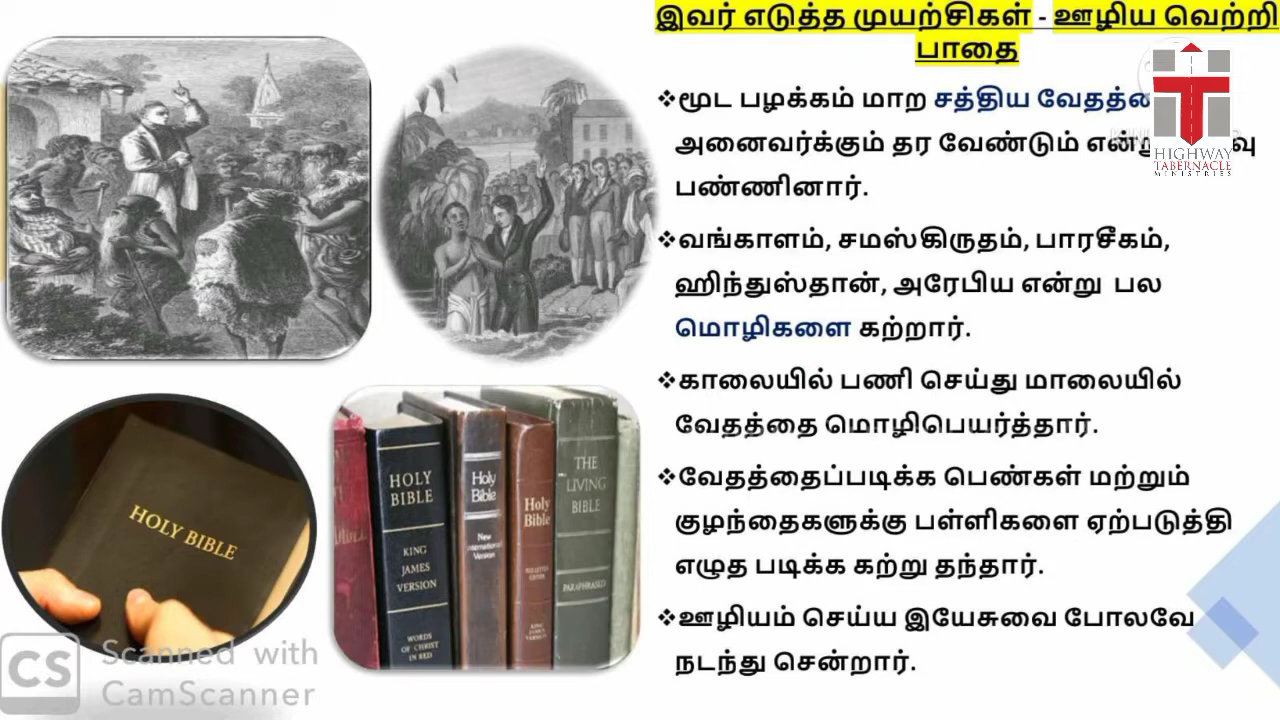 இவர் எடுத்த முயற்சிகள் - ஊழிய வெற்றி
பாதை
❖மூட பழக்கம் மாற சத்திய
அனைவர்க்கும் தர வேண்டும்
பண்ணினார்.
❖வங்காளம், சமஸ்கிருதம், பாரசீகம்,
ஹிந்துஸ்தான், அரேபிய என்று பல
மொழிகளை கற்றார்.
❖காலையில் பணி செய்து மாலையில்
வேதத்தை மொழிபெயர்த்தார்.
❖வேதத்தைப்படிக்க பெண்கள் மற்றும்
குழந்தைகளுக்கு பள்ளிகளை ஏற்படுத்தி
எழுத படிக்க கற்று தந்தார்.
❖ஊழியம் செய்ய இயேசுவை போலவே
நடந்து சென்றார்.
HIGHWAY
TABERNACLE
MINISTRIES
HOLY BIBLE
HOLY
BIBLE
KING
JAMES
VERSION
WORDS
OF CHRIST
IN RED
Holy
Bible
New
International
Version
Holy
Bible
KING
JAMES
VERSION
THE
LIVING
BIBLE
PARAPHRASED
CS
Scanned with
CamScanner